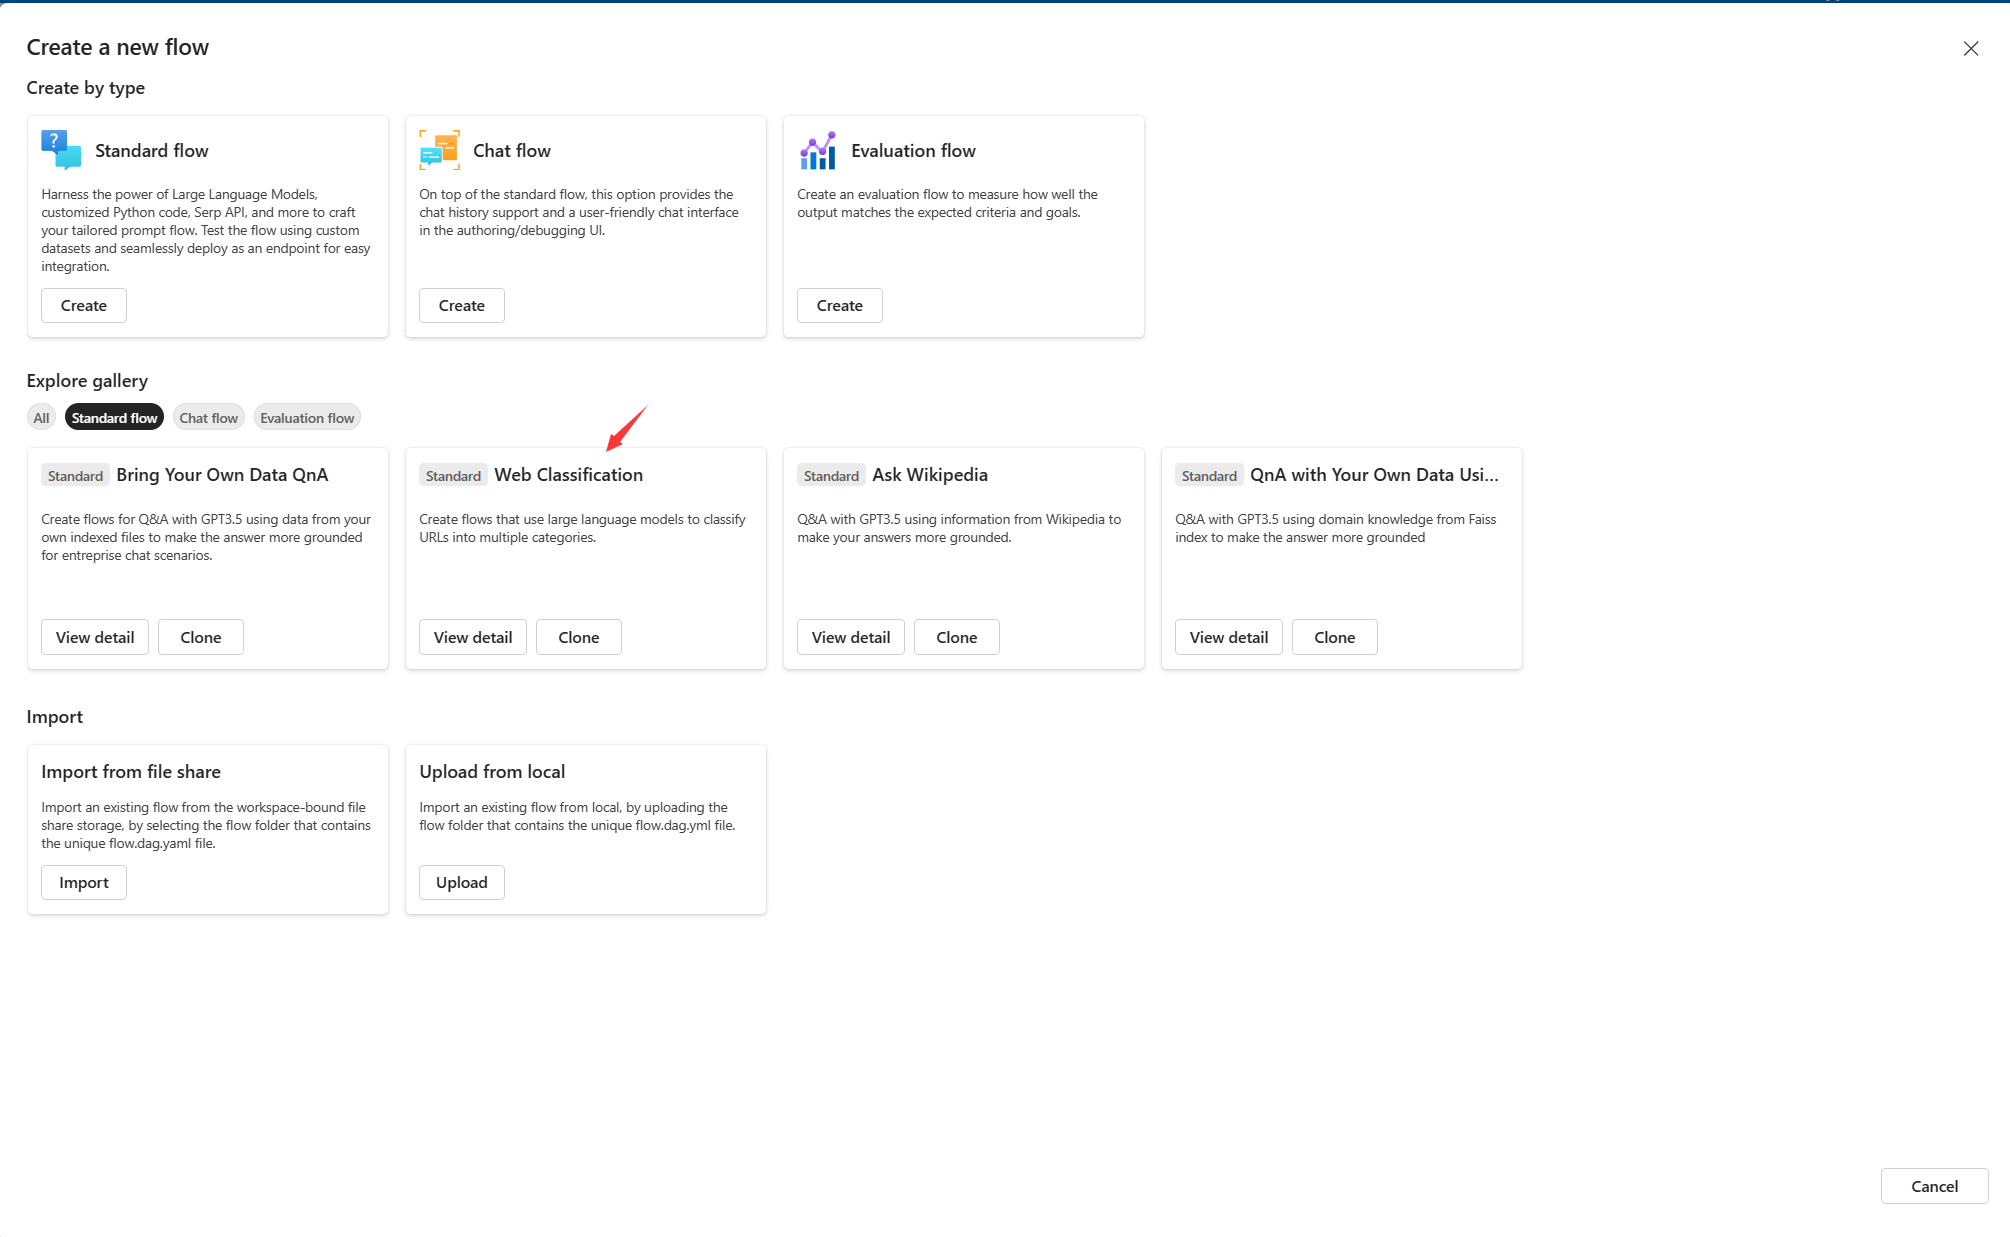 Create a new flow
Create by type
Standard flow
Harness the power of Large Language Models,
customized Python code, Serp API, and more to craft
your tailored prompt flow. Test the flow using custom
datasets and seamlessly deploy as an endpoint for easy
integration.
Create
Chat flow
On top of the standard flow, this option provides the
chat history support and a user-friendly chat interface
in the authoring/debugging UI.
Create
Evaluation flow
Create an evaluation flow to measure how well the
output matches the expected criteria and goals.
Create
Explore gallery
All Standard flow Chat flow Evaluation flow
Standard Bring Your Own Data QnA
Create flows for Q&A with GPT3.5 using data from your
own indexed files to make the answer more grounded
for entreprise chat scenarios.
View detail Clone
Standard Web Classification
Create flows that use large language models to classify
URLs into multiple categories.
View detail Clone
Standard Ask Wikipedia
Q&A with GPT3.5 using information from Wikipedia to
make your answers more grounded.
View detail Clone
Standard QnA with Your Own Data Usi...
Q&A with GPT3.5 using domain knowledge from Faiss
index to make the answer more grounded
View detail Clone
Import
Import from file share
Import an existing flow from the workspace-bound file
share storage, by selecting the flow folder that contains
the unique flow.dag.yaml file.
Import
Upload from local
Import an existing flow from local, by uploading the
flow folder that contains the unique flow.dag.yml file.
Upload
Cancel